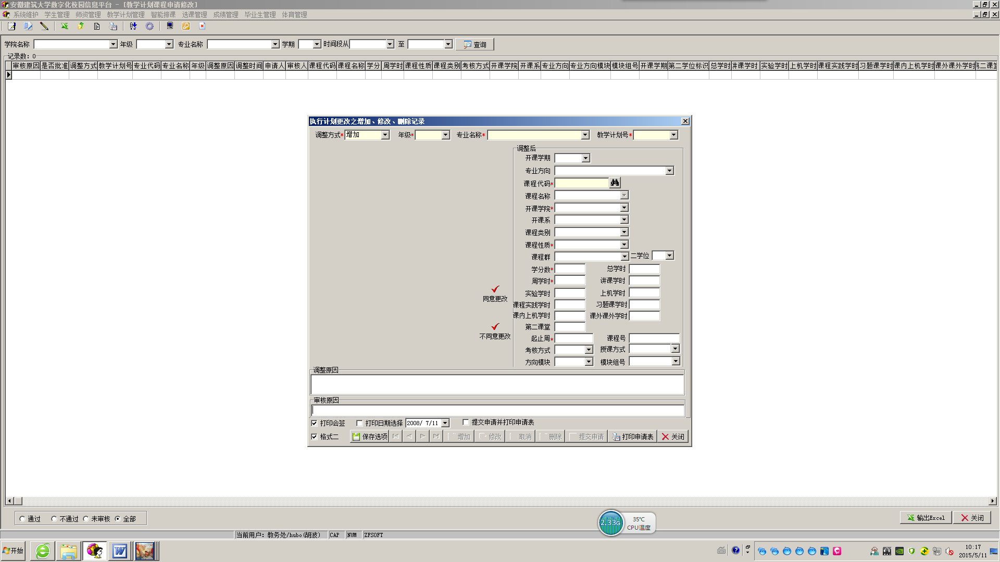 安徽建筑大学数字化校园信息平台 - [教学计划课程申请修改]
系统维护 学生管理 师资管理 教学计划管理 智能排课 选课管理 成绩管理 毕业生管理 体育管理
学院名称 年级 专业名称 学期 时间段从 至 查询
记录数: 0
审核原因 是否批准 调整方式 教学计划号 专业代码 专业名称 年级 调整原因 调整时间 申请人 审核人 课程代码 课程名称 学分 周学时 课程性质 课程类别 考核方式 开课学院 开课系 专业方向 专业方向模块 模块组号 开课学期 第二学位标识 总学时 讲课学时 实验学时 上机学时 课程实践学时 习题课学时 课内上机学时 课外课外学时 第二课堂
执行计划更改之增加、修改、删除记录
调整方式* 增加 年级* 专业名称* 教学计划号*
调整后
开课学期
专业方向
课程代码*
课程名称
开课学院*
开课系
课程类别
课程性质*
课程群 二学位
学分数* 总学时
周学时* 讲课学时
实验学时 上机学时
同意更改
课程实践学时 习题课学时
课内上机学时 课外课外学时
第二课堂
不同意更改
起止周* 课程号
考核方式 授课方式
方向模块 模块组号
调整原因
审核原因
打印会签 打印日期选择 2008/ 7/11 提交申请并打印申请表
格式二 保存选项 增加 修改 取消 删除 提交申请 打印申请表 关闭
通过 不通过 未审核 全部
2.33G 35℃
CPU温度
输出Excel 关闭
当前用户: 教务处/hubo(胡波) CAP NUM ZFSOFT
开始
10:17
2015/5/11